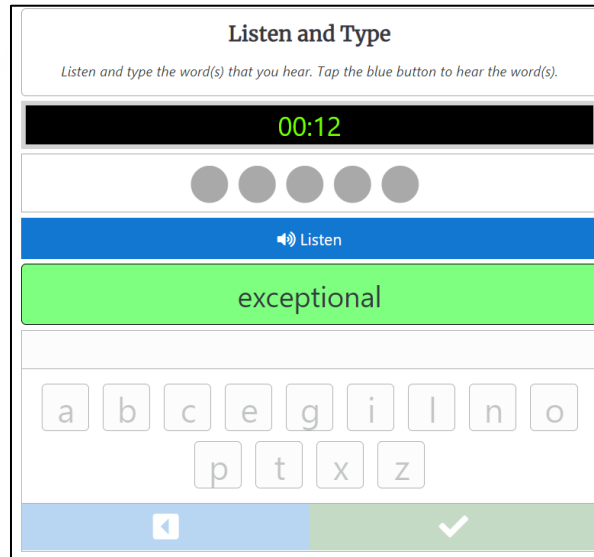 Listen and Type
Listen and type the word(s) that you hear. Tap the blue button to hear the word(s).
00:12
Listen
exceptional
a b c e g i l n o
p t x z